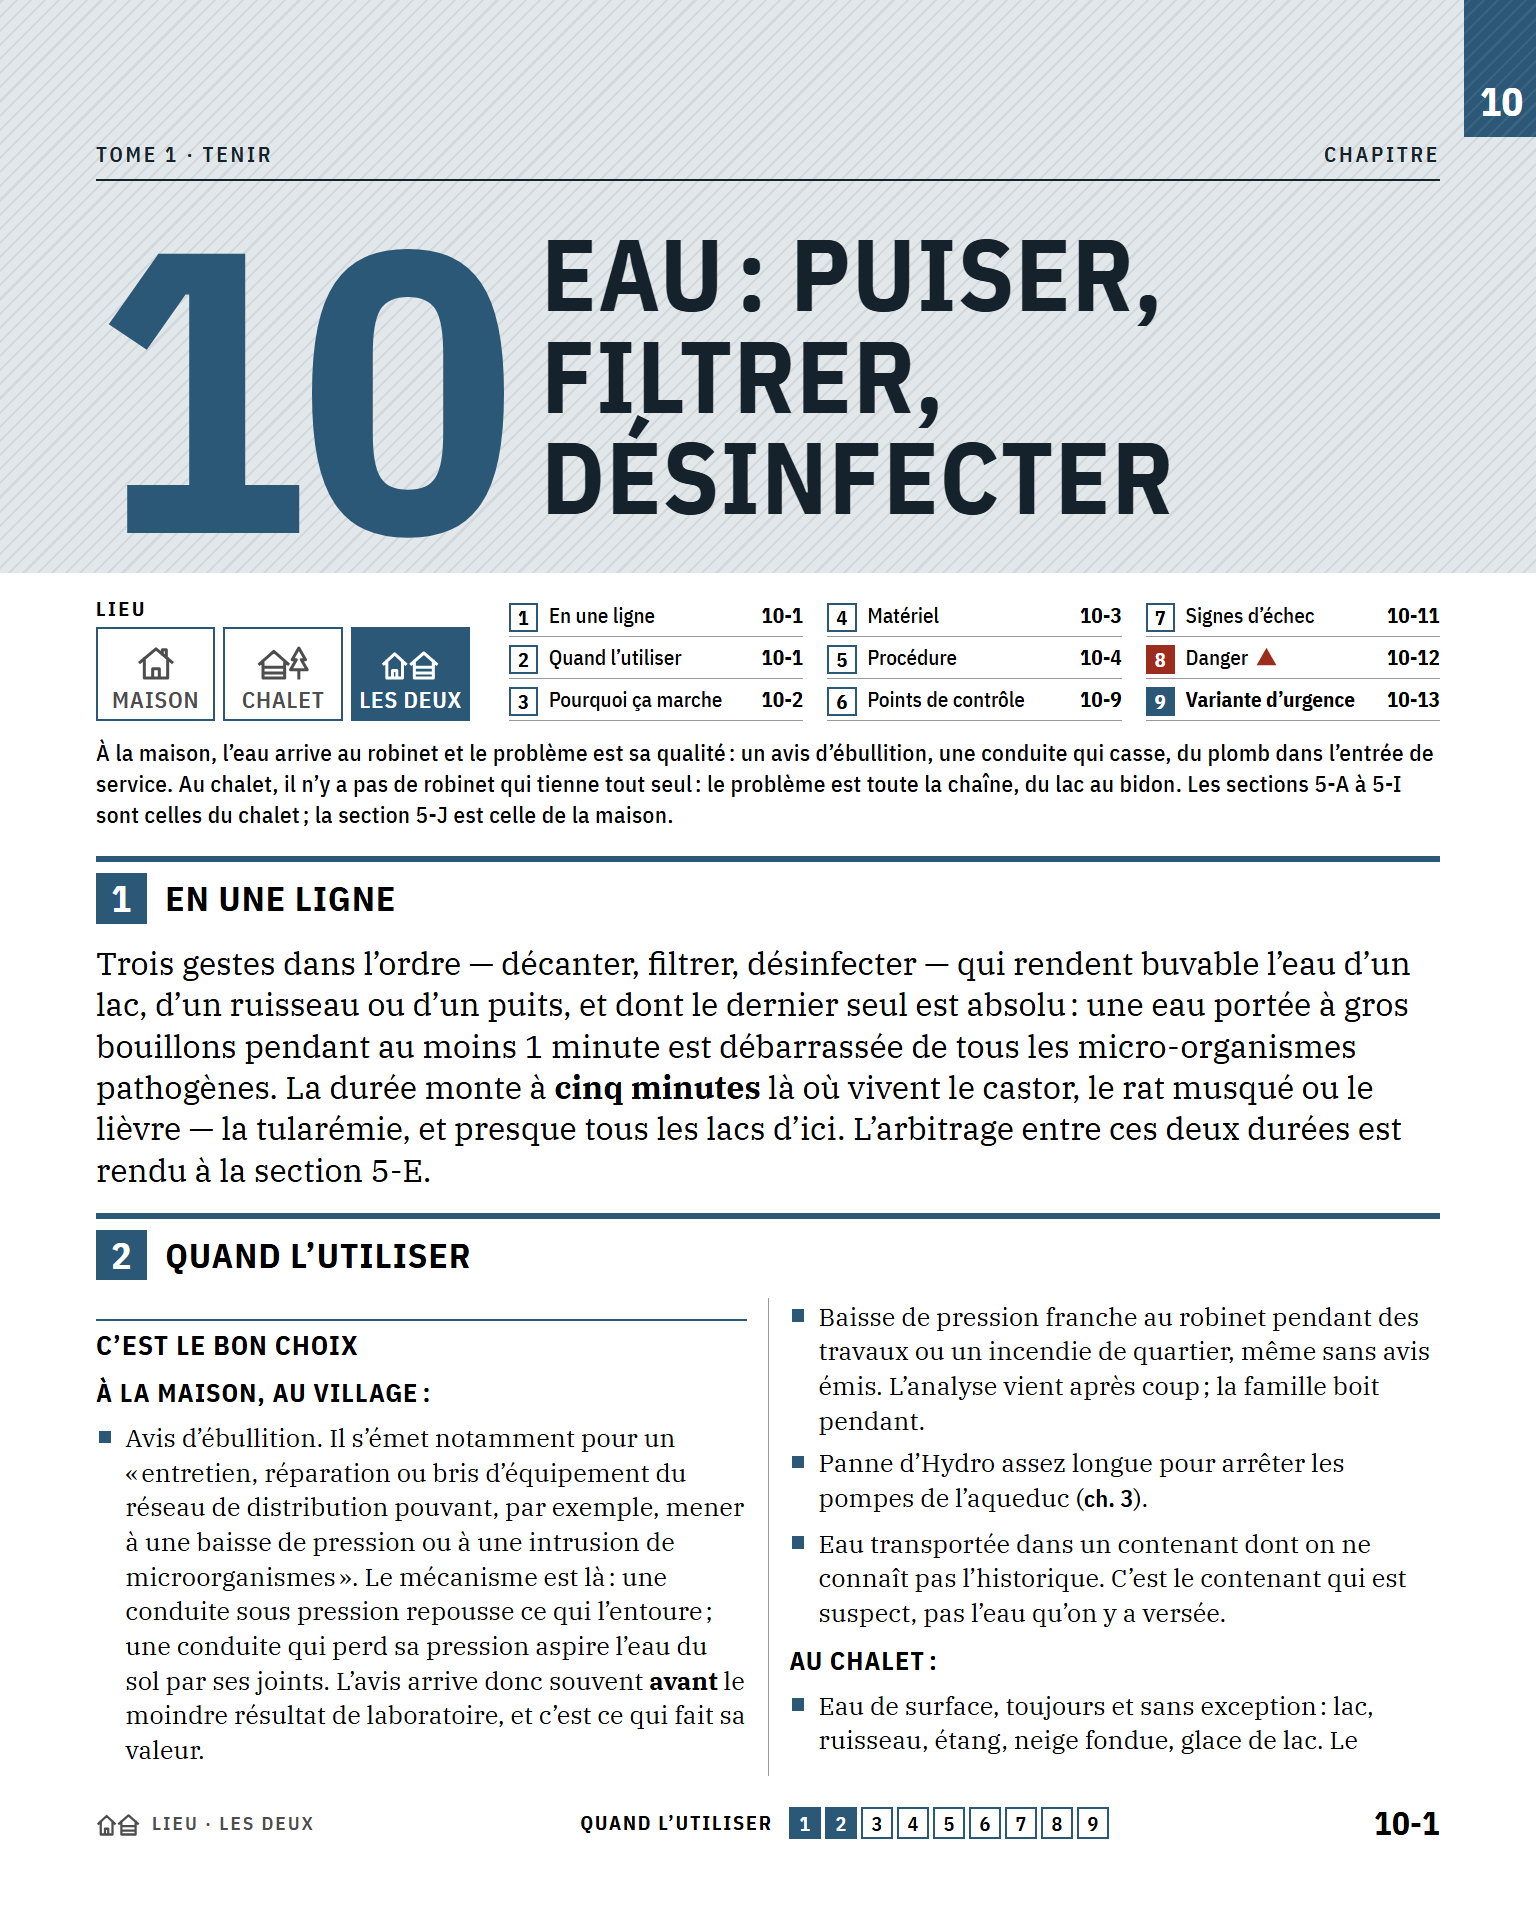 10
TOME 1 · TENIR
CHAPITRE
10
EAU : PUISER,
FILTRER,
DÉSINFECTER
LIEU
MAISON
CHALET
LES DEUX
1 En une ligne 10-1
2 Quand l’utiliser 10-1
3 Pourquoi ça marche 10-2
4 Matériel 10-3
5 Procédure 10-4
6 Points de contrôle 10-9
7 Signes d’échec 10-11
8 Danger 10-12
9 Variante d’urgence 10-13
À la maison, l’eau arrive au robinet et le problème est sa qualité : un avis d’ébullition, une conduite qui casse, du plomb dans l’entrée de
service. Au chalet, il n’y a pas de robinet qui tienne tout seul : le problème est toute la chaîne, du lac au bidon. Les sections 5-A à 5-I
sont celles du chalet ; la section 5-J est celle de la maison.
1 EN UNE LIGNE
Trois gestes dans l’ordre — décanter, filtrer, désinfecter — qui rendent buvable l’eau d’un
lac, d’un ruisseau ou d’un puits, et dont le dernier seul est absolu : une eau portée à gros
bouillons pendant au moins 1 minute est débarrassée de tous les micro-organismes
pathogènes. La durée monte à cinq minutes là où vivent le castor, le rat musqué ou le
lièvre — la tularémie, et presque tous les lacs d’ici. L’arbitrage entre ces deux durées est
rendu à la section 5-E.
2 QUAND L’UTILISER
C’EST LE BON CHOIX
À LA MAISON, AU VILLAGE :
Avis d’ébullition. Il s’émet notamment pour un
« entretien, réparation ou bris d’équipement du
réseau de distribution pouvant, par exemple, mener
à une baisse de pression ou à une intrusion de
microorganismes ». Le mécanisme est là : une
conduite sous pression repousse ce qui l’entoure ;
une conduite qui perd sa pression aspire l’eau du
sol par ses joints. L’avis arrive donc souvent avant le
moindre résultat de laboratoire, et c’est ce qui fait sa
valeur.
Baisse de pression franche au robinet pendant des
travaux ou un incendie de quartier, même sans avis
émis. L’analyse vient après coup ; la famille boit
pendant.
Panne d’Hydro assez longue pour arrêter les
pompes de l’aqueduc (ch. 3).
Eau transportée dans un contenant dont on ne
connaît pas l’historique. C’est le contenant qui est
suspect, pas l’eau qu’on y a versée.
AU CHALET :
Eau de surface, toujours et sans exception : lac,
ruisseau, étang, neige fondue, glace de lac. Le
LIEU · LES DEUX
QUAND L’UTILISER 1 2 3 4 5 6 7 8 9
10-1